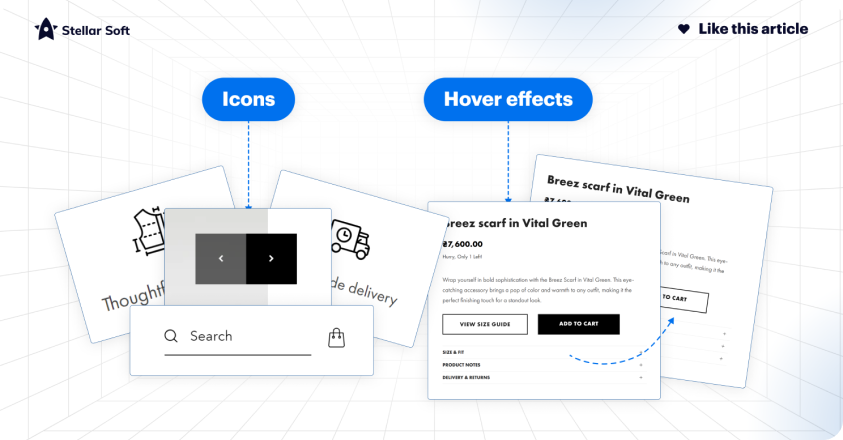 Stellar Soft
Like this article
Icons
Hover effects
Thoughtf
de delivery
Search
Breez scarf in Vital Green
₴7,600.00
Hurry, Only 1 Left
Wrap yourself in bold sophistication with the Breez Scarf in Vital Green. This eye-
catching accessory brings a pop of color and warmth to any outfit, making it the
perfect finishing touch for a standout look.
VIEW SIZE GUIDE
ADD TO CART
SIZE & FIT
PRODUCT NOTES
DELIVERY & RETURNS
Breez scarf in Vital Green
Scarf in Vital Green. This eye-
to any outfit, making it the
TO CART